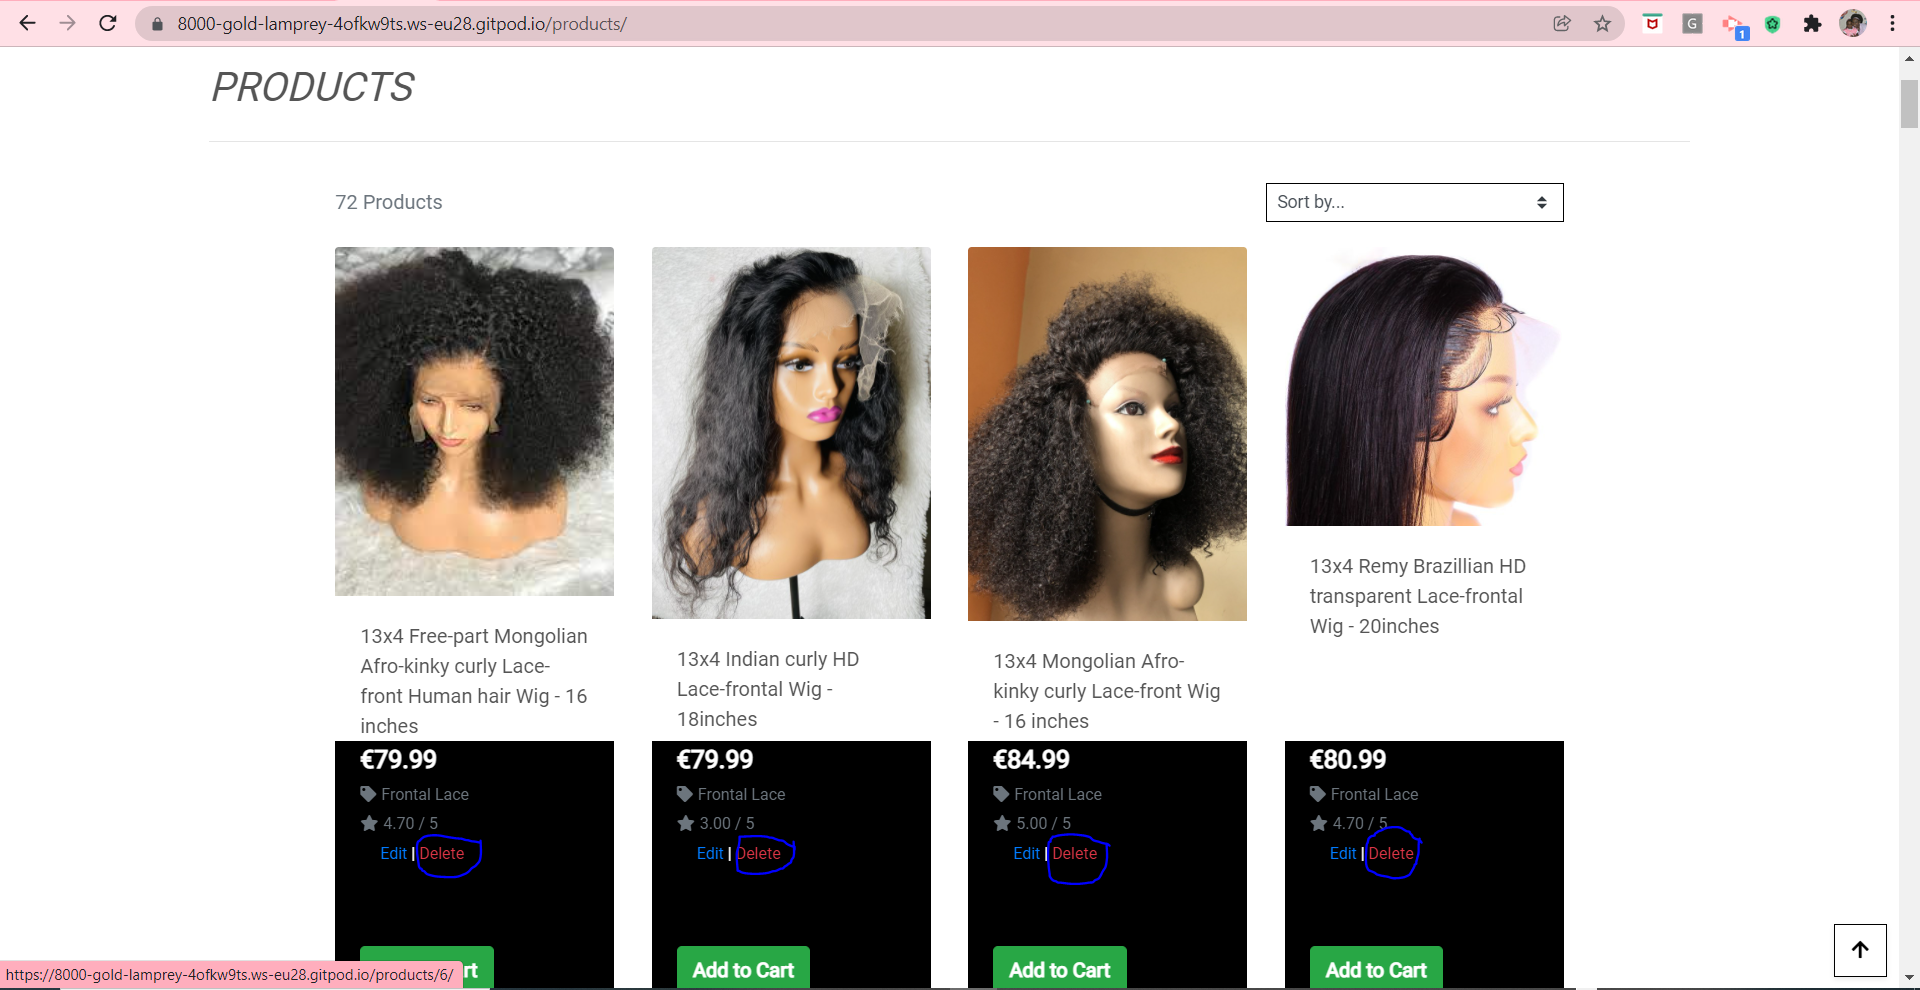 8000-gold-lamprey-4ofkw9ts.ws-eu28.gitpod.io/products/
G
1
PRODUCTS
72 Products
Sort by...
13x4 Free-part Mongolian
Afro-kinky curly Lace-
front Human hair Wig - 16
inches
€79.99
Frontal Lace
4.70 / 5
Edit | Delete
13x4 Indian curly HD
Lace-frontal Wig -
18inches
€79.99
Frontal Lace
3.00 / 5
Edit | Delete
Add to Cart
13x4 Mongolian Afro-
kinky curly Lace-front Wig
- 16 inches
€84.99
Frontal Lace
5.00 / 5
Edit | Delete
Add to Cart
13x4 Remy Brazillian HD
transparent Lace-frontal
Wig - 20inches
€80.99
Frontal Lace
4.70 / 5
Edit | Delete
Add to Cart
https://8000-gold-lamprey-4ofkw9ts.ws-eu28.gitpod.io/products/6/
rt